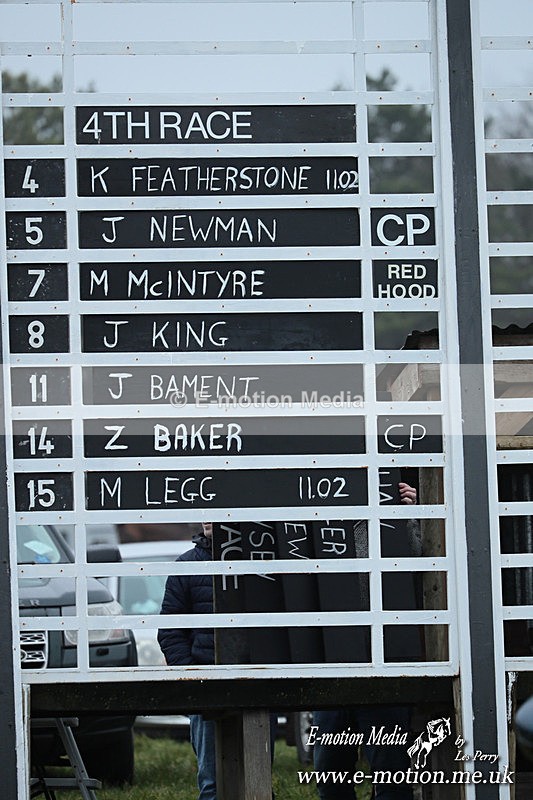 4TH RACE
4 K FEATHERSTONE 11.02
5 J NEWMAN CP
7 M McINTYRE RED HOOD
8 J KING
11 J BAMENT
© E-motion Media
14 Z BAKER CP
15 M LEGG 11.02
E-motion Media
by Les Perry
www.e-motion.me.uk